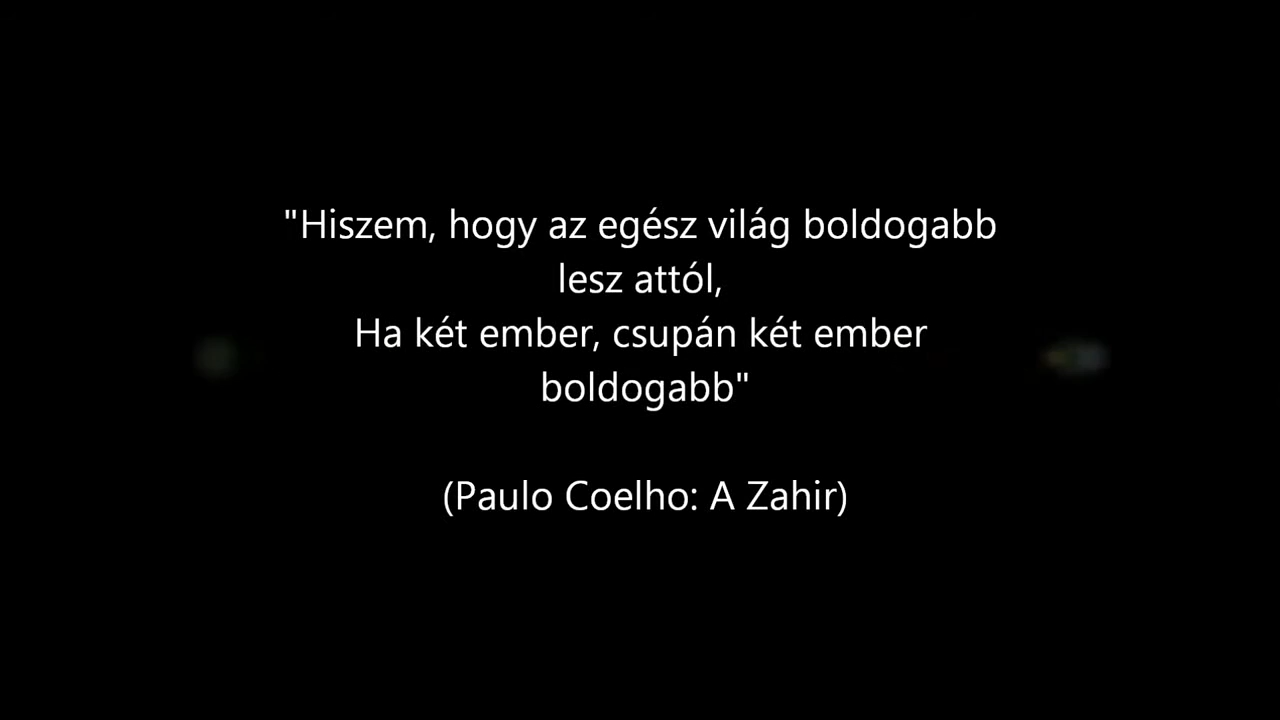 "Hiszem, hogy az egész világ boldogabb
lesz attól,
Ha két ember, csupán két ember
boldogabb"
(Paulo Coelho: A Zahir)